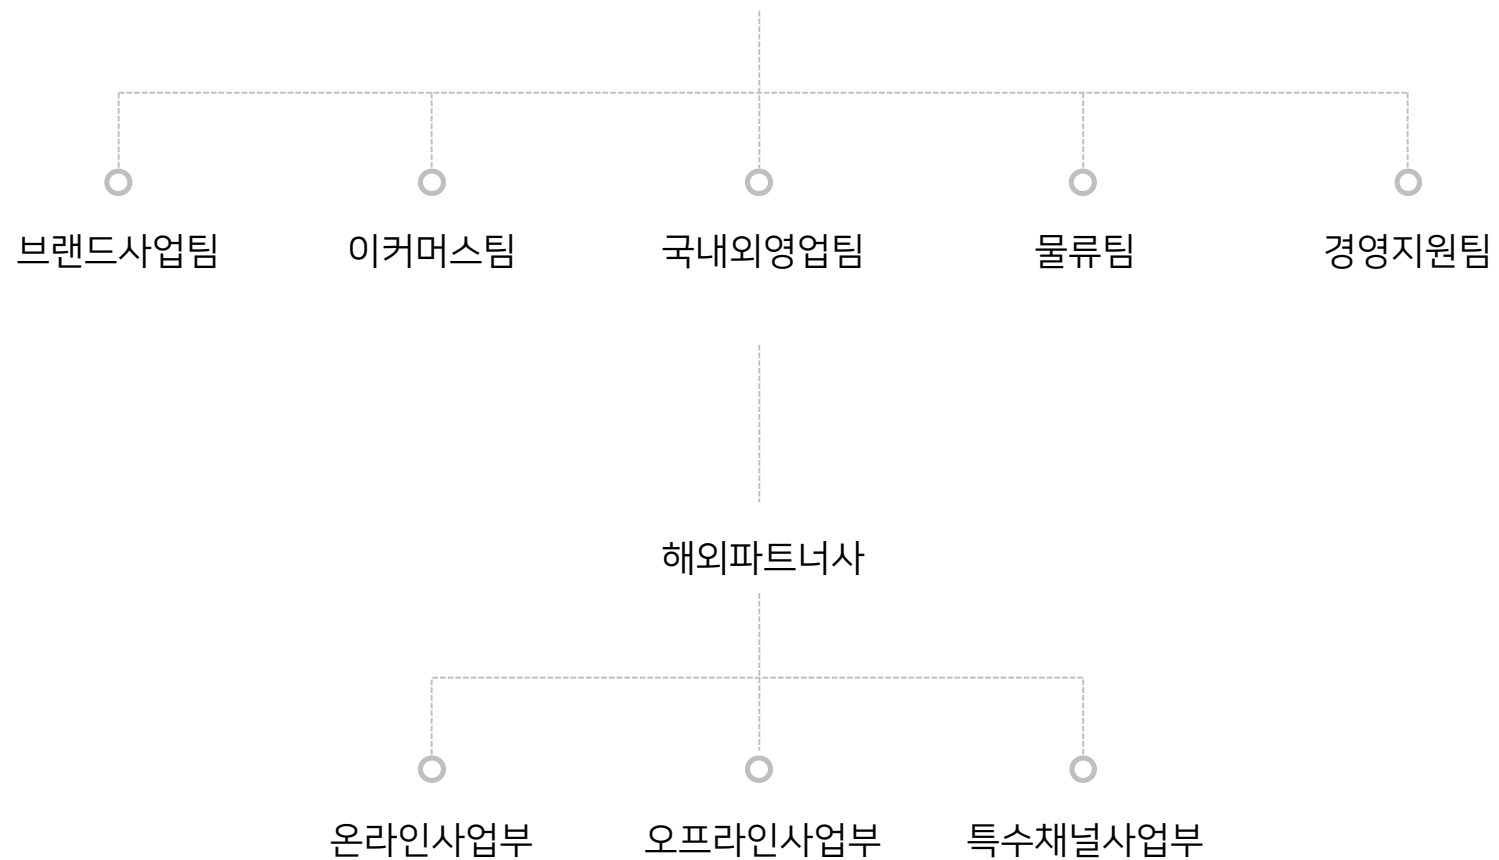 브랜드사업팀 이커머스팀 국내외영업팀 물류팀 경영지원팀
해외파트너사
온라인사업부 오프라인사업부 특수채널사업부